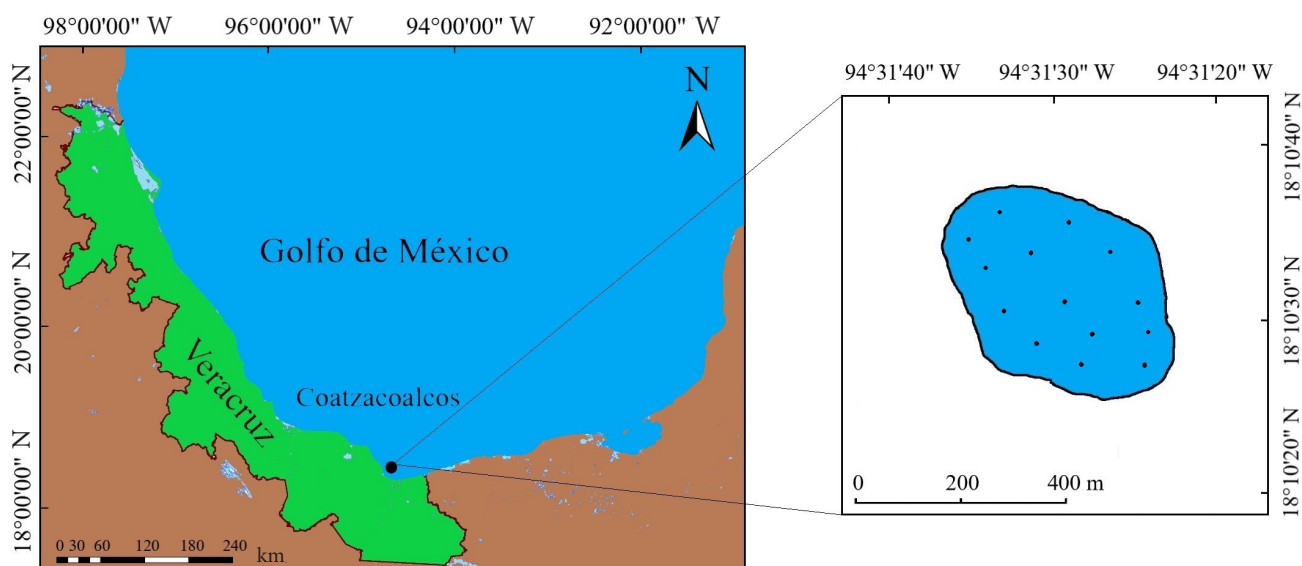 98°00'00" W 96°00'00" W 94°00'00" W 92°00'00" W
22°00'00" N
20°00'00" N
18°00'00" N
N
Golfo de México
Veracruz
Coatzacoalcos
0 30 60 120 180 240 km
94°31'40" W 94°31'30" W 94°31'20" W
18°10'40" N
18°10'30" N
18°10'20" N
0 200 400 m